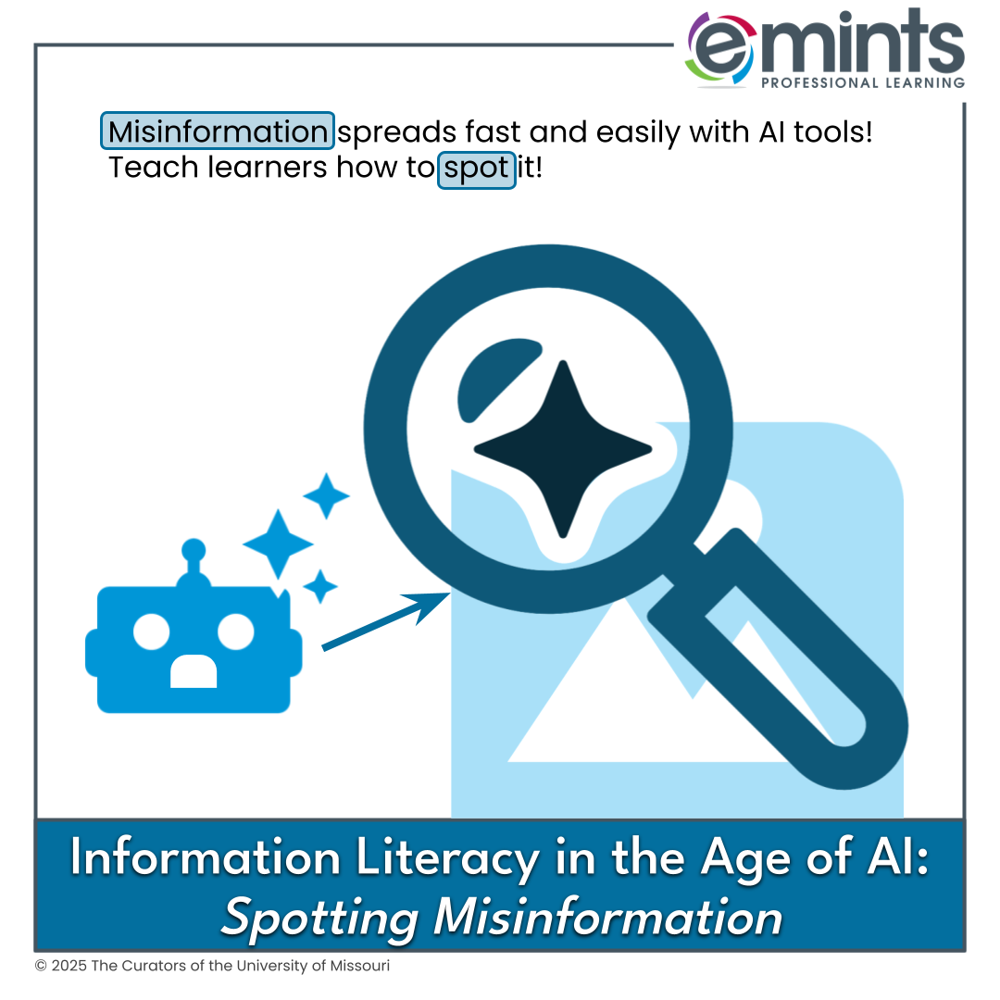 emints
PROFESSIONAL LEARNING
Misinformation spreads fast and easily with AI tools!
Teach learners how to spot it!
Information Literacy in the Age of AI:
Spotting Misinformation
© 2025 The Curators of the University of Missouri